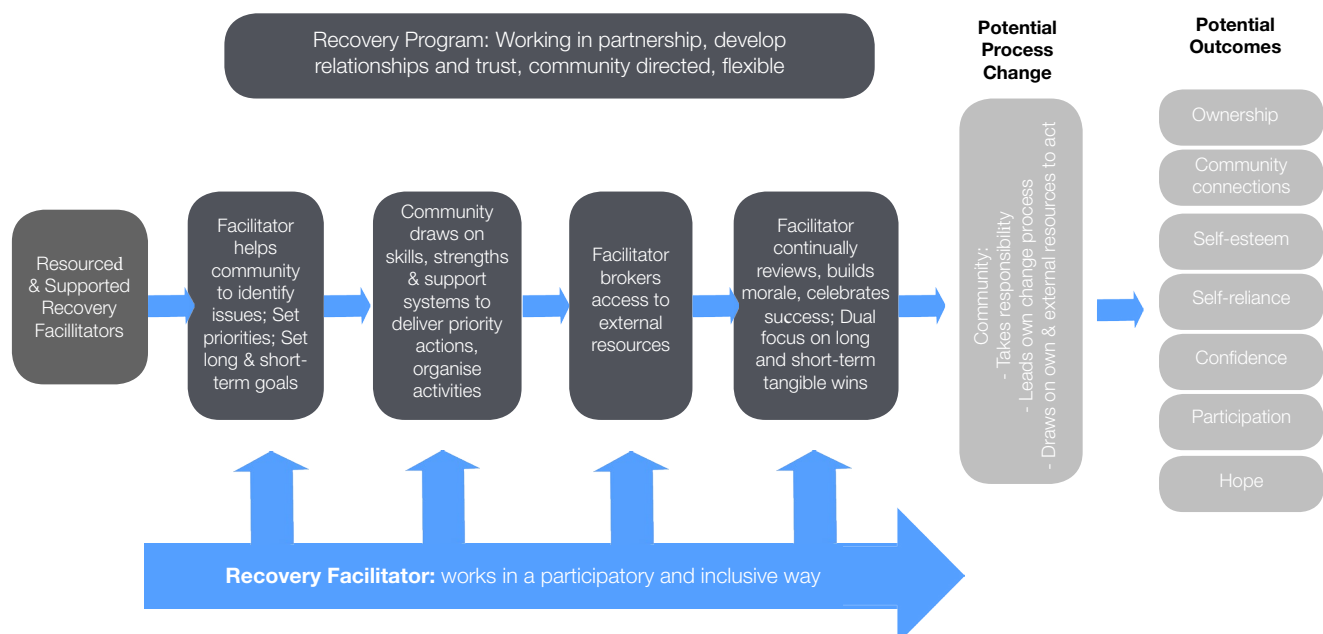 Recovery Program: Working in partnership, develop
relationships and trust, community directed, flexible
Potential
Process
Change
Potential
Outcomes
Resourced
& Supported
Recovery
Facillitators
Facilitator
helps
community
to identify
issues; Set
priorities; Set
long & short-
term goals
Community
draws on
skills, strengths
& support
systems to
deliver priority
actions,
organise
activities
Facilitator
brokers
access to
external
resources
Facilitator
continually
reviews, builds
morale, celebrates
success; Dual
focus on long
and short-term
tangible wins
Community:
- Takes responsibility
- Leads own change process
- Draws on own & external resources to act
Ownership
Community
connections
Self-esteem
Self-reliance
Confidence
Participation
Hope
Recovery Facilitator: works in a participatory and inclusive way